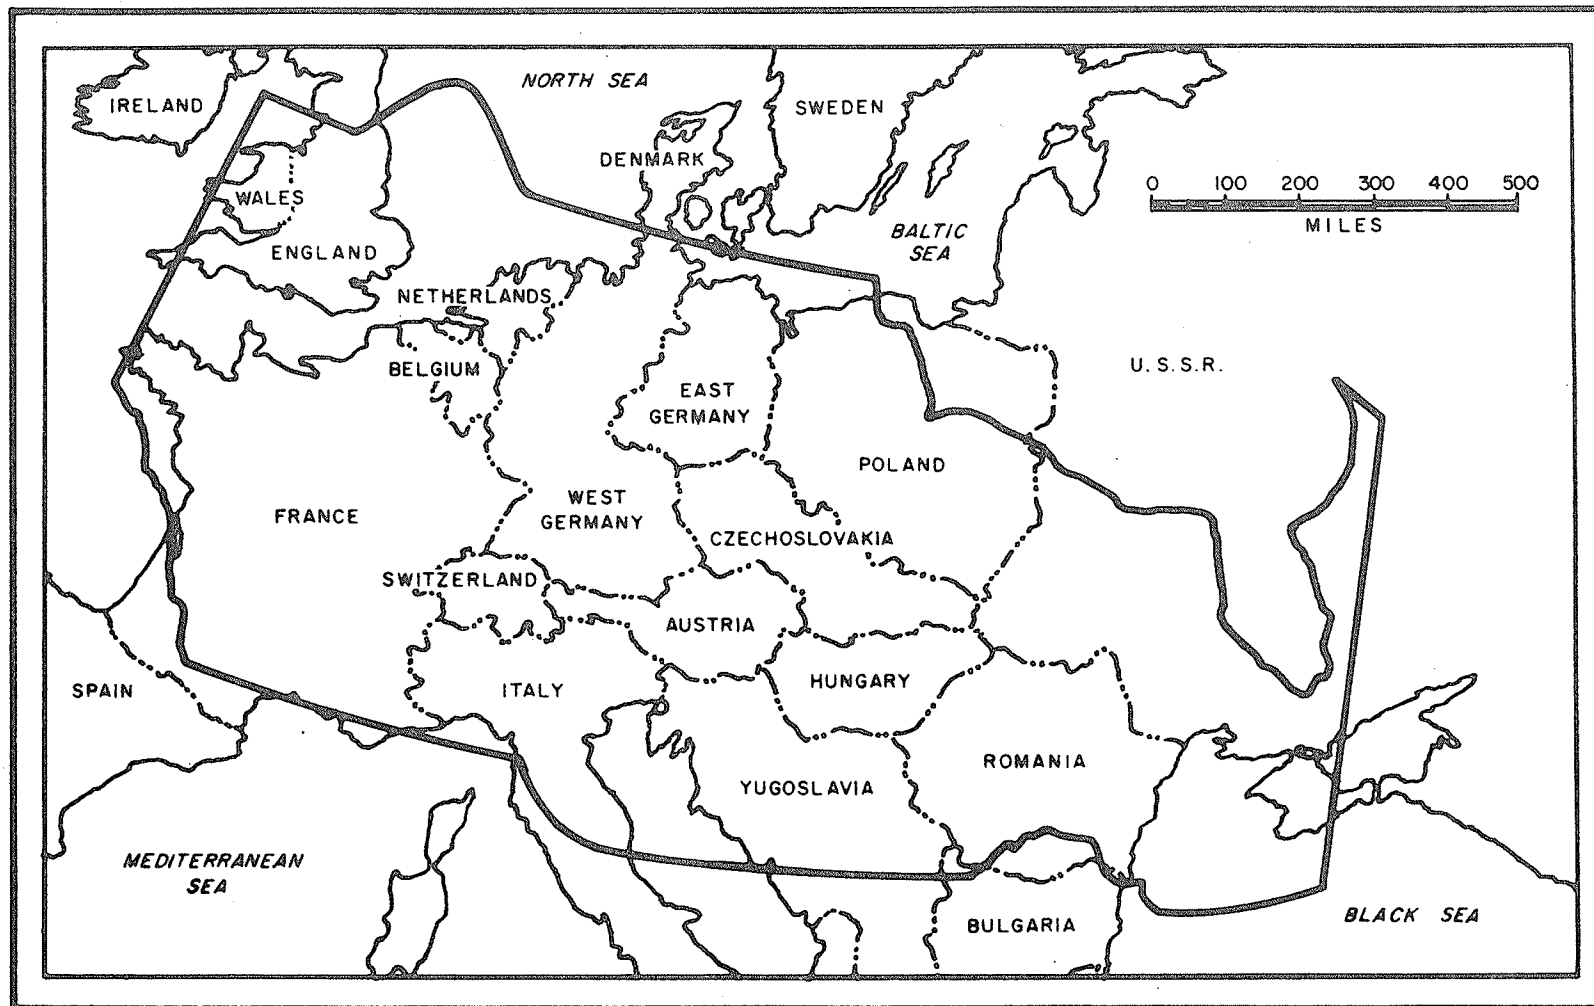 NORTH SEA
IRELAND
SWEDEN
DENMARK
WALES
0 100 200 300 400 500
MILES
ENGLAND
BALTIC
SEA
NETHERLANDS
BELGIUM
U.S.S.R.
EAST
GERMANY
POLAND
FRANCE
WEST
GERMANY
CZECHOSLOVAKIA
SWITZERLAND
AUSTRIA
SPAIN
ITALY
HUNGARY
ROMANIA
YUGOSLAVIA
MEDITERRANEAN
SEA
BULGARIA
BLACK SEA